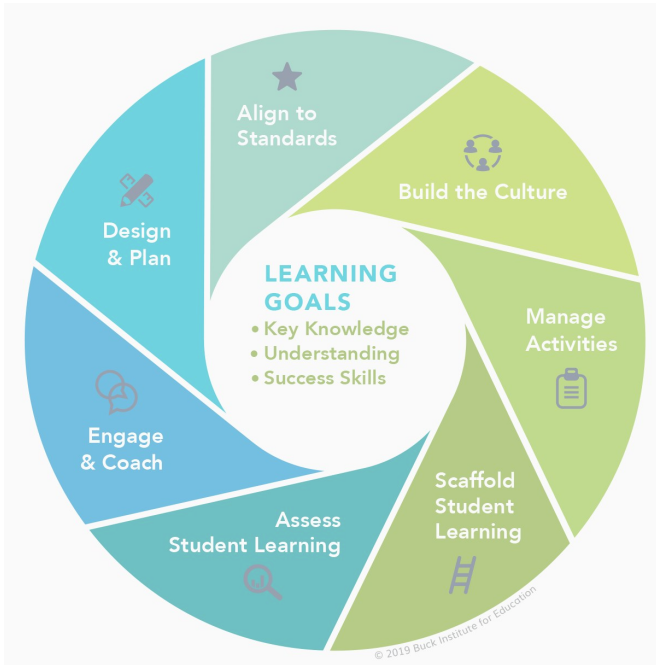 Align to
Standards
Build the Culture
Design
& Plan
LEARNING
GOALS
• Key Knowledge
• Understanding
• Success Skills
Manage
Activities
Engage
& Coach
Scaffold
Student
Learning
Assess
Student Learning
© 2019 Buck Institute for Education